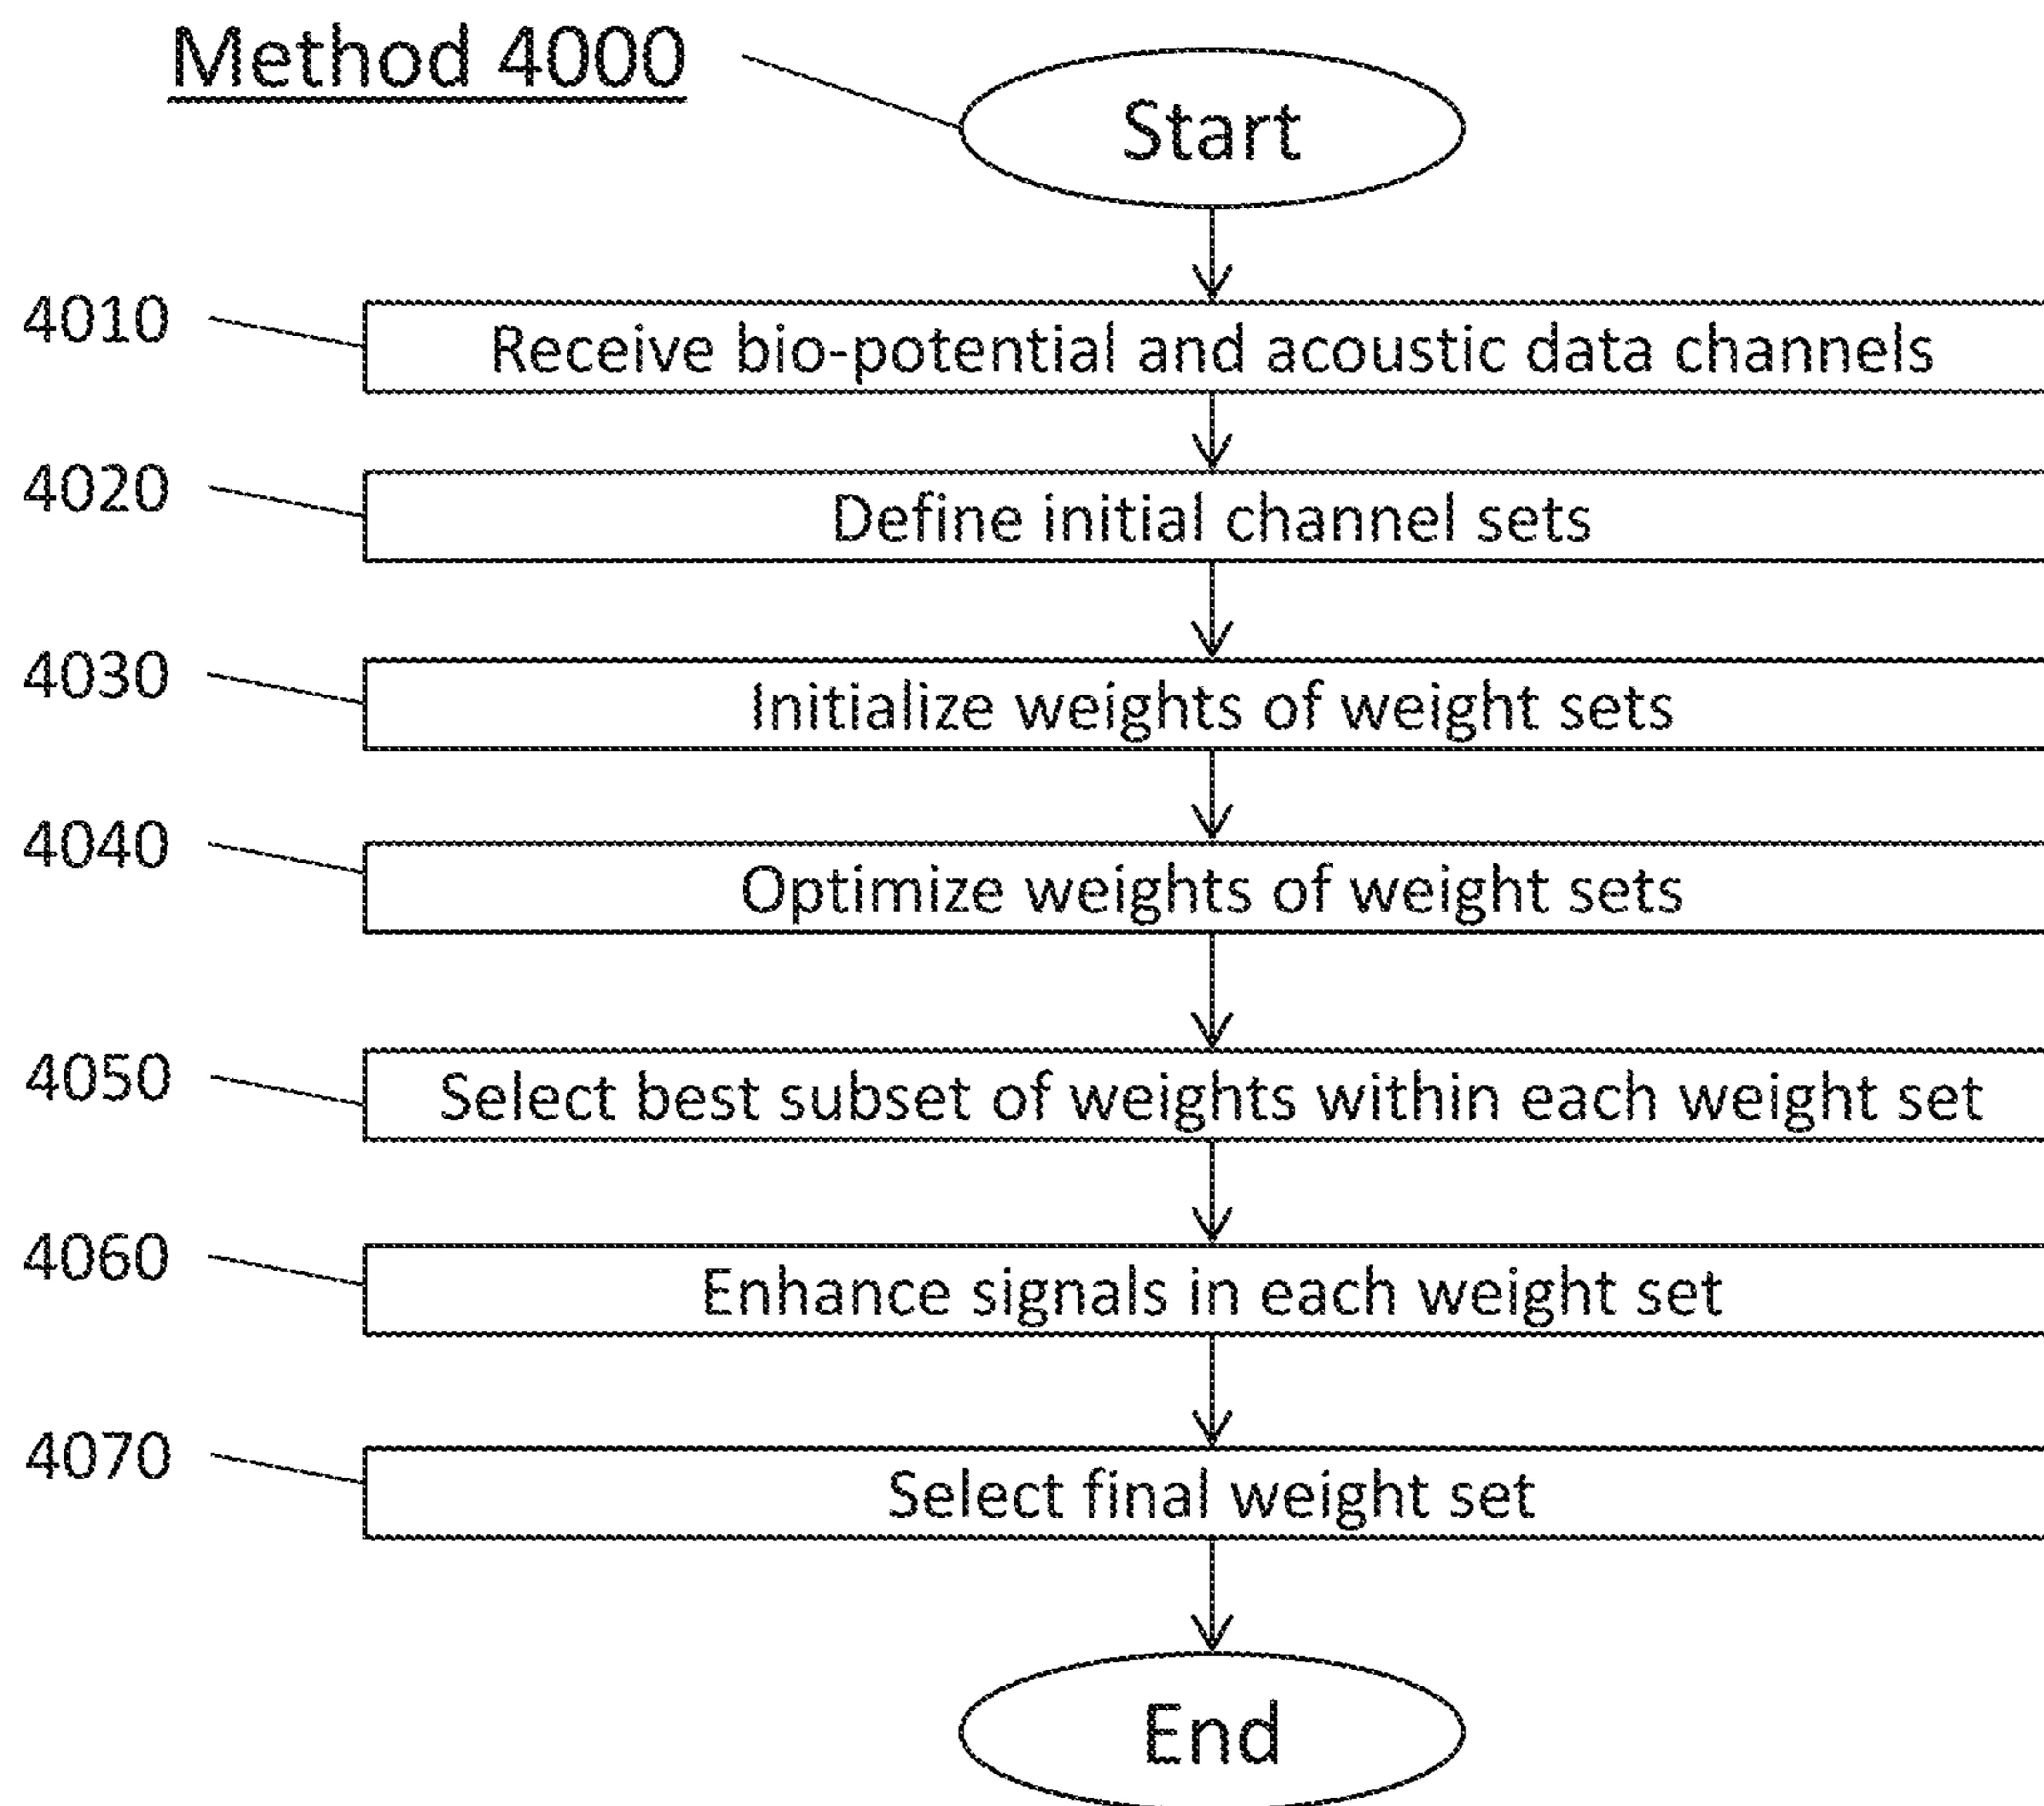 Method 4000
Start
4010
Receive bio-potential and acoustic data channels
4020
Define initial channel sets
4030
Initialize weights of weight sets
4040
Optimize weights of weight sets
4050
Select best subset of weights within each weight set
4060
Enhance signals in each weight set
4070
Select final weight set
End